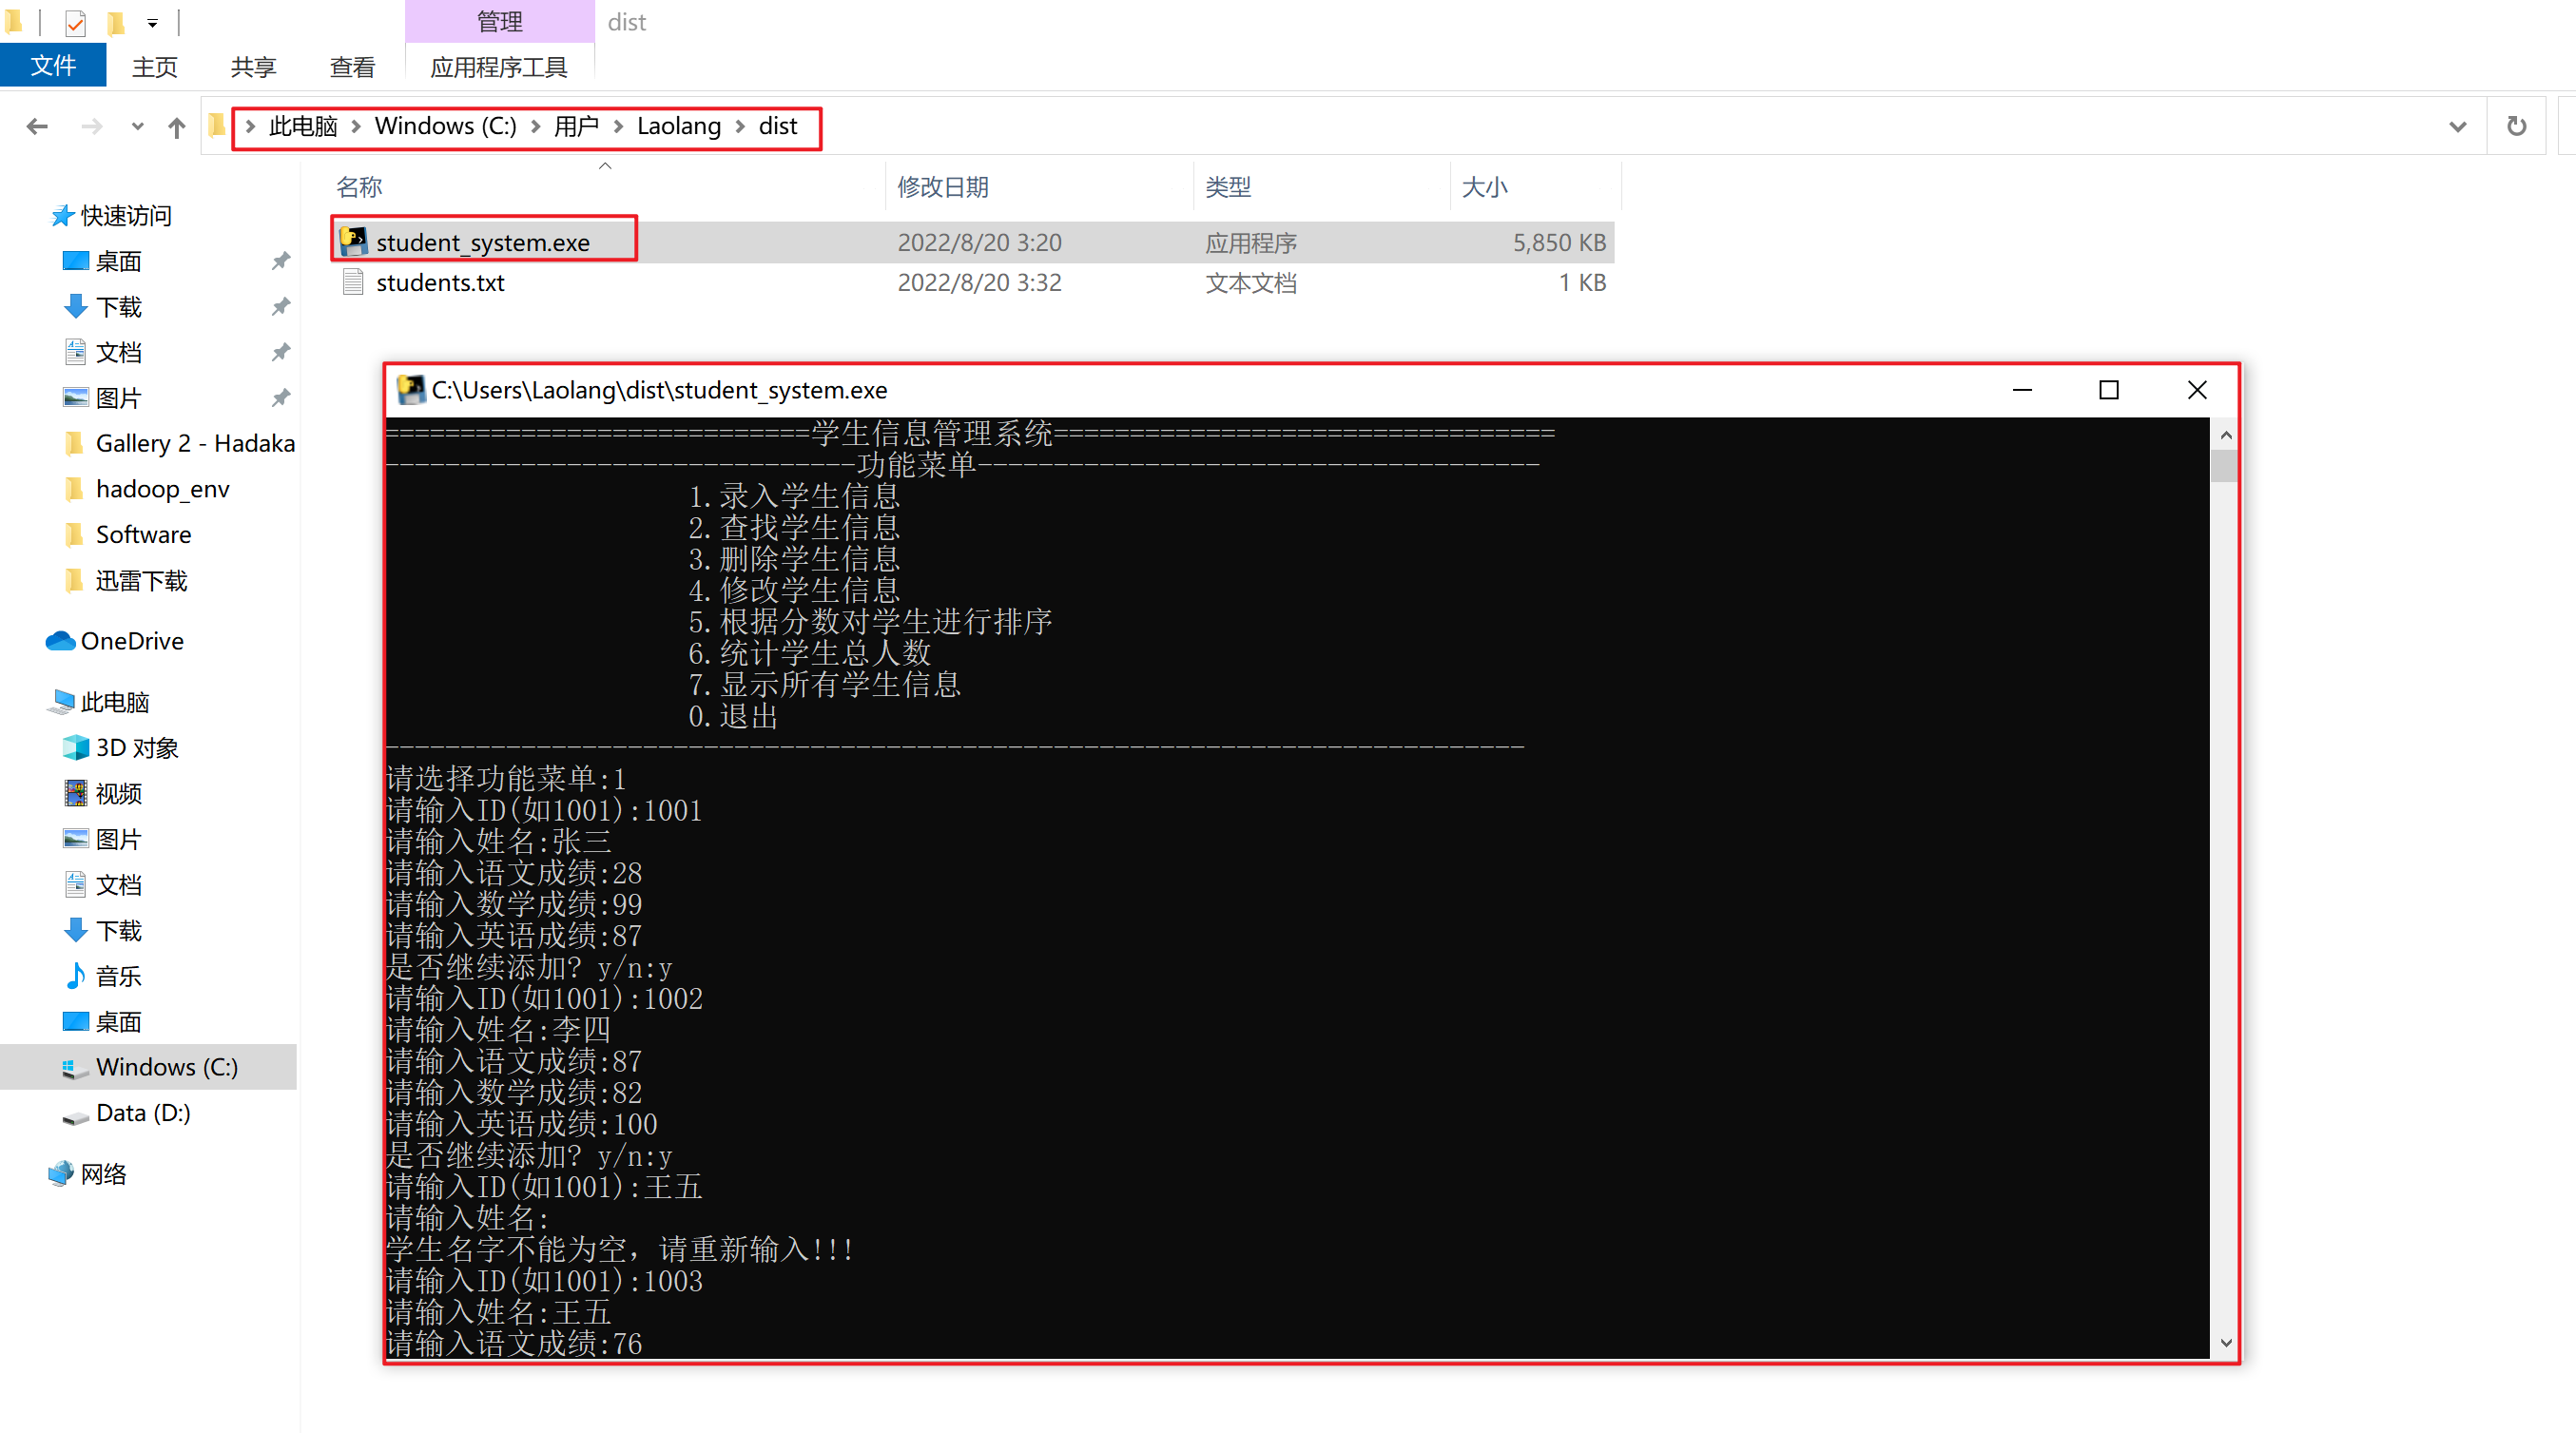 管理
dist
文件
主页
共享
查看
应用程序工具
此电脑 Windows (C:) 用户 Laolang dist
名称
修改日期
类型
大小
student_system.exe
2022/8/20 3:20
应用程序
5,850 KB
students.txt
2022/8/20 3:32
文本文档
1 KB
快速访问
桌面
下载
文档
图片
Gallery 2 - Hadaka
hadoop_env
Software
迅雷下载
OneDrive
此电脑
3D 对象
视频
图片
文档
下载
音乐
桌面
Windows (C:)
Data (D:)
网络
C:\Users\Laolang\dist\student_system.exe
============================学生信息管理系统=================================
-------------------------------功能菜单-------------------------------------
1.录入学生信息
2.查找学生信息
3.删除学生信息
4.修改学生信息
5.根据分数对学生进行排序
6.统计学生总人数
7.显示所有学生信息
0.退出
---------------------------------------------------------------------------
请选择功能菜单:1
请输入ID(如1001):1001
请输入姓名:张三
请输入语文成绩:28
请输入数学成绩:99
请输入英语成绩:87
是否继续添加? y/n:y
请输入ID(如1001):1002
请输入姓名:李四
请输入语文成绩:87
请输入数学成绩:82
请输入英语成绩:100
是否继续添加? y/n:y
请输入ID(如1001):王五
请输入姓名:
学生名字不能为空，请重新输入!!!
请输入ID(如1001):1003
请输入姓名:王五
请输入语文成绩:76